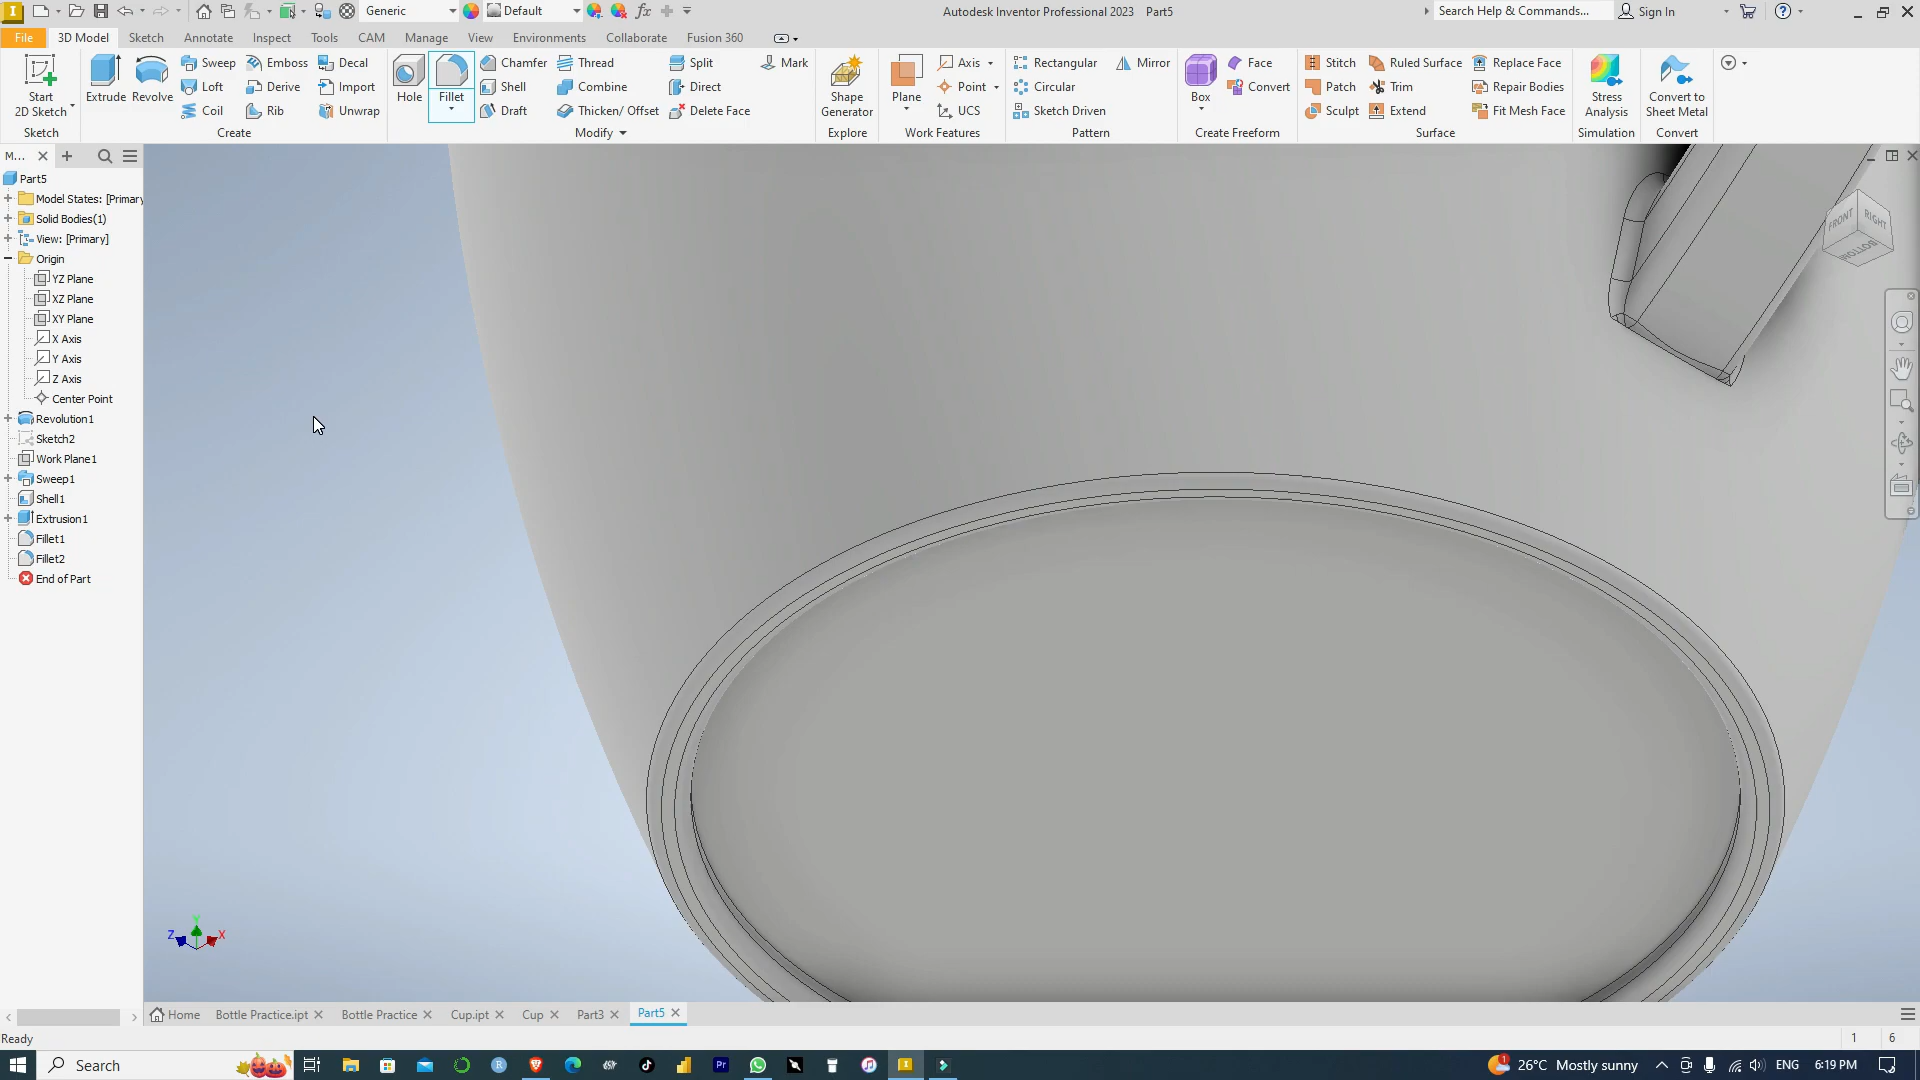 Generic
Default
fx
Autodesk Inventor Professional 2023 Part5
Search Help & Commands...
Sign In
File
3D Model
Sketch
Annotate
Inspect
Tools
CAM
Manage
View
Environments
Collaborate
Fusion 360
Start
2D Sketch
Sketch
Extrude
Revolve
Sweep
Loft
Coil
Emboss
Derive
Rib
Decal
Import
Unwrap
Create
Hole
Fillet
Chamfer
Shell
Draft
Thread
Combine
Thicken/ Offset
Split
Direct
Delete Face
Modify
Mark
Shape
Generator
Explore
Plane
Axis
Point
UCS
Work Features
Rectangular
Circular
Sketch Driven
Mirror
Pattern
Box
Face
Convert
Create Freeform
Stitch
Patch
Sculpt
Ruled Surface
Trim
Extend
Replace Face
Repair Bodies
Fit Mesh Face
Surface
Stress
Analysis
Simulation
Convert to
Sheet Metal
Convert
M...
Part5
Model States: [Primary
Solid Bodies(1)
View: [Primary]
Origin
YZ Plane
XZ Plane
XY Plane
X Axis
Y Axis
Z Axis
Center Point
Revolution1
Sketch2
Work Plane1
Sweep1
Shell1
Extrusion1
Fillet1
Fillet2
End of Part
FRONT
RIGHT
BOTTOM
Y
Z
X
Home
Bottle Practice.ipt
Bottle Practice
Cup.ipt
Cup
Part3
Part5
Ready
1
6
Search
26°C Mostly sunny
ENG
6:19 PM